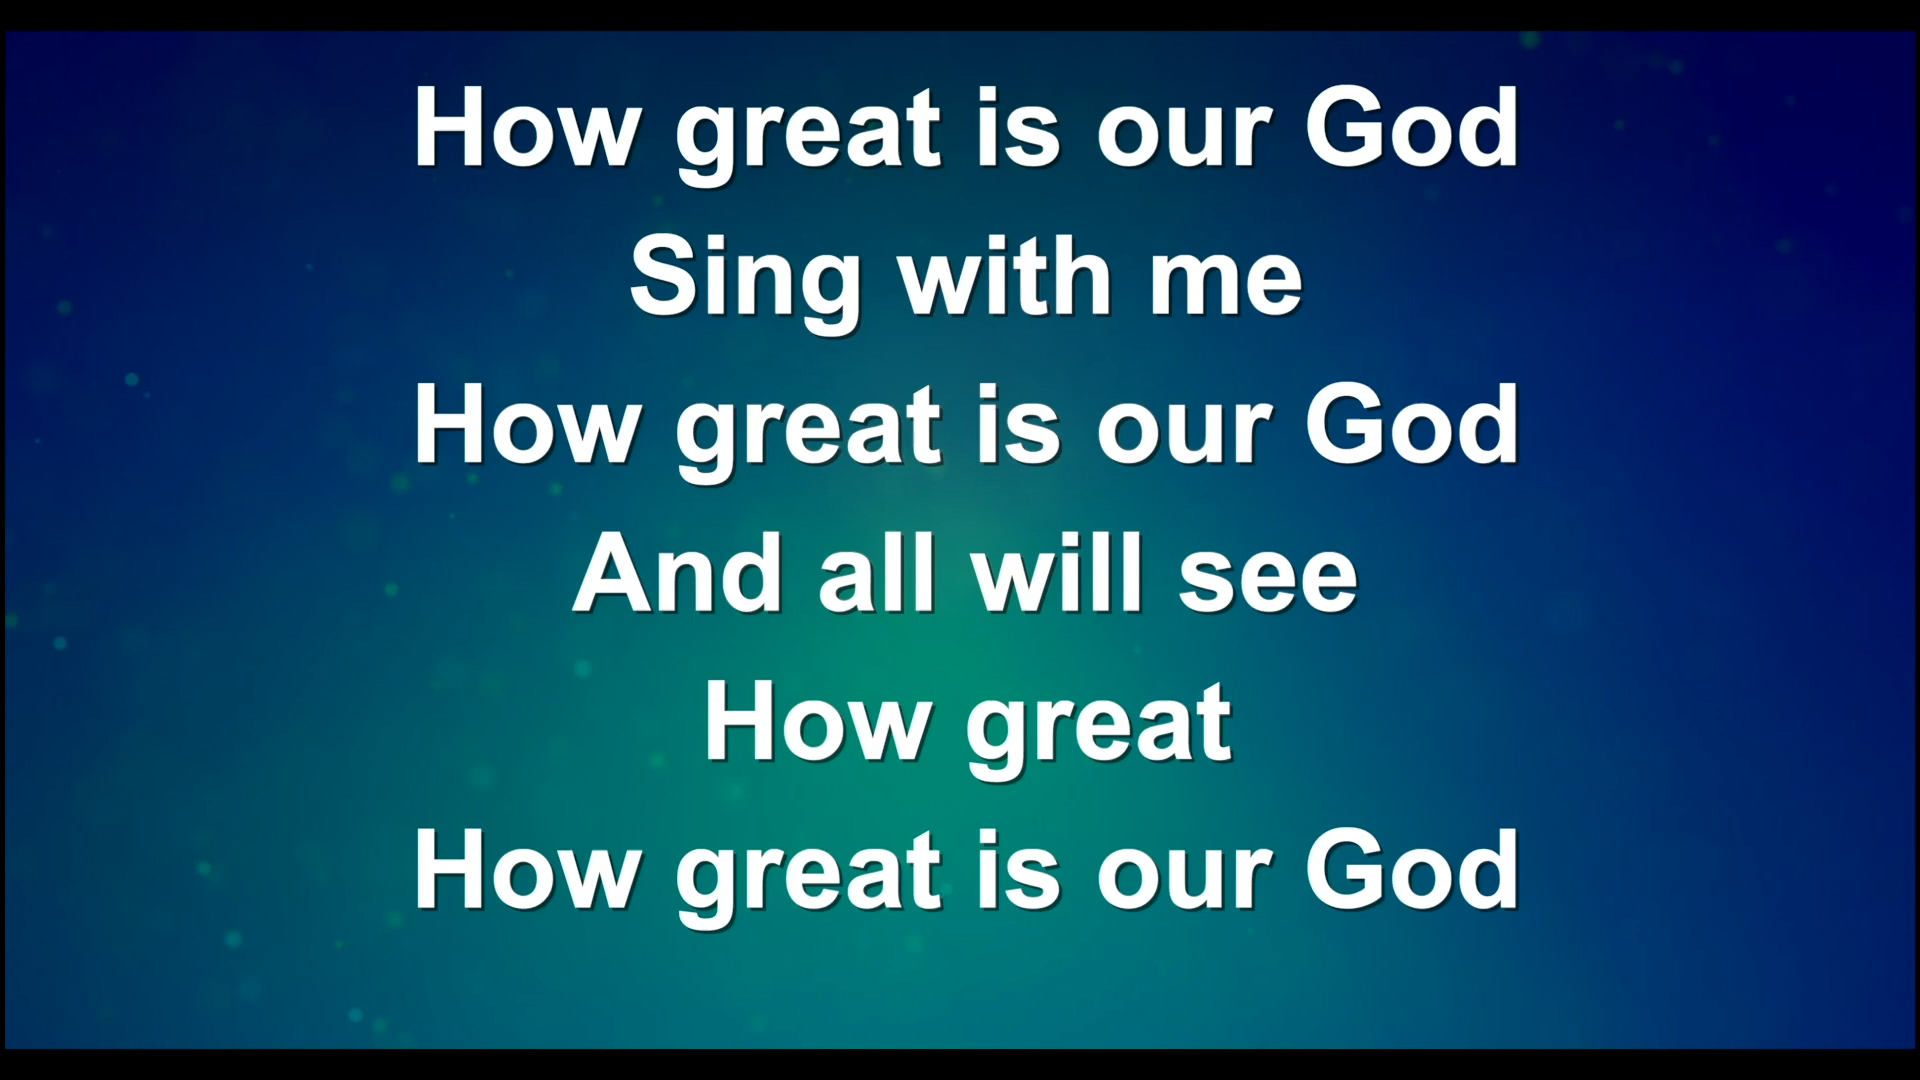 How great is our God
Sing with me
How great is our God
And all will see
How great
How great is our God